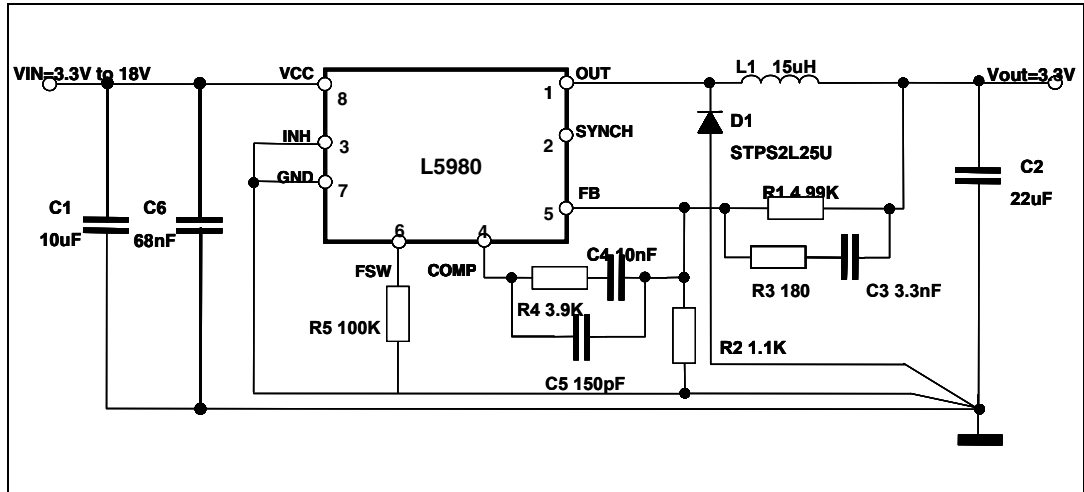 VIN=3.3V to 18V
VCC
OUT
L1 15uH
Vout=3.3V
8
1
INH
3
SYNCH
2
D1
L5980
STPS2L25U
GND
7
FB
5
R1 4.99K
C2
22uF
C1
10uF
C6
68nF
6
4
FSW
COMP
C4 10nF
R3 180
C3 3.3nF
R4 3.9K
R5 100K
R2 1.1K
C5 150pF